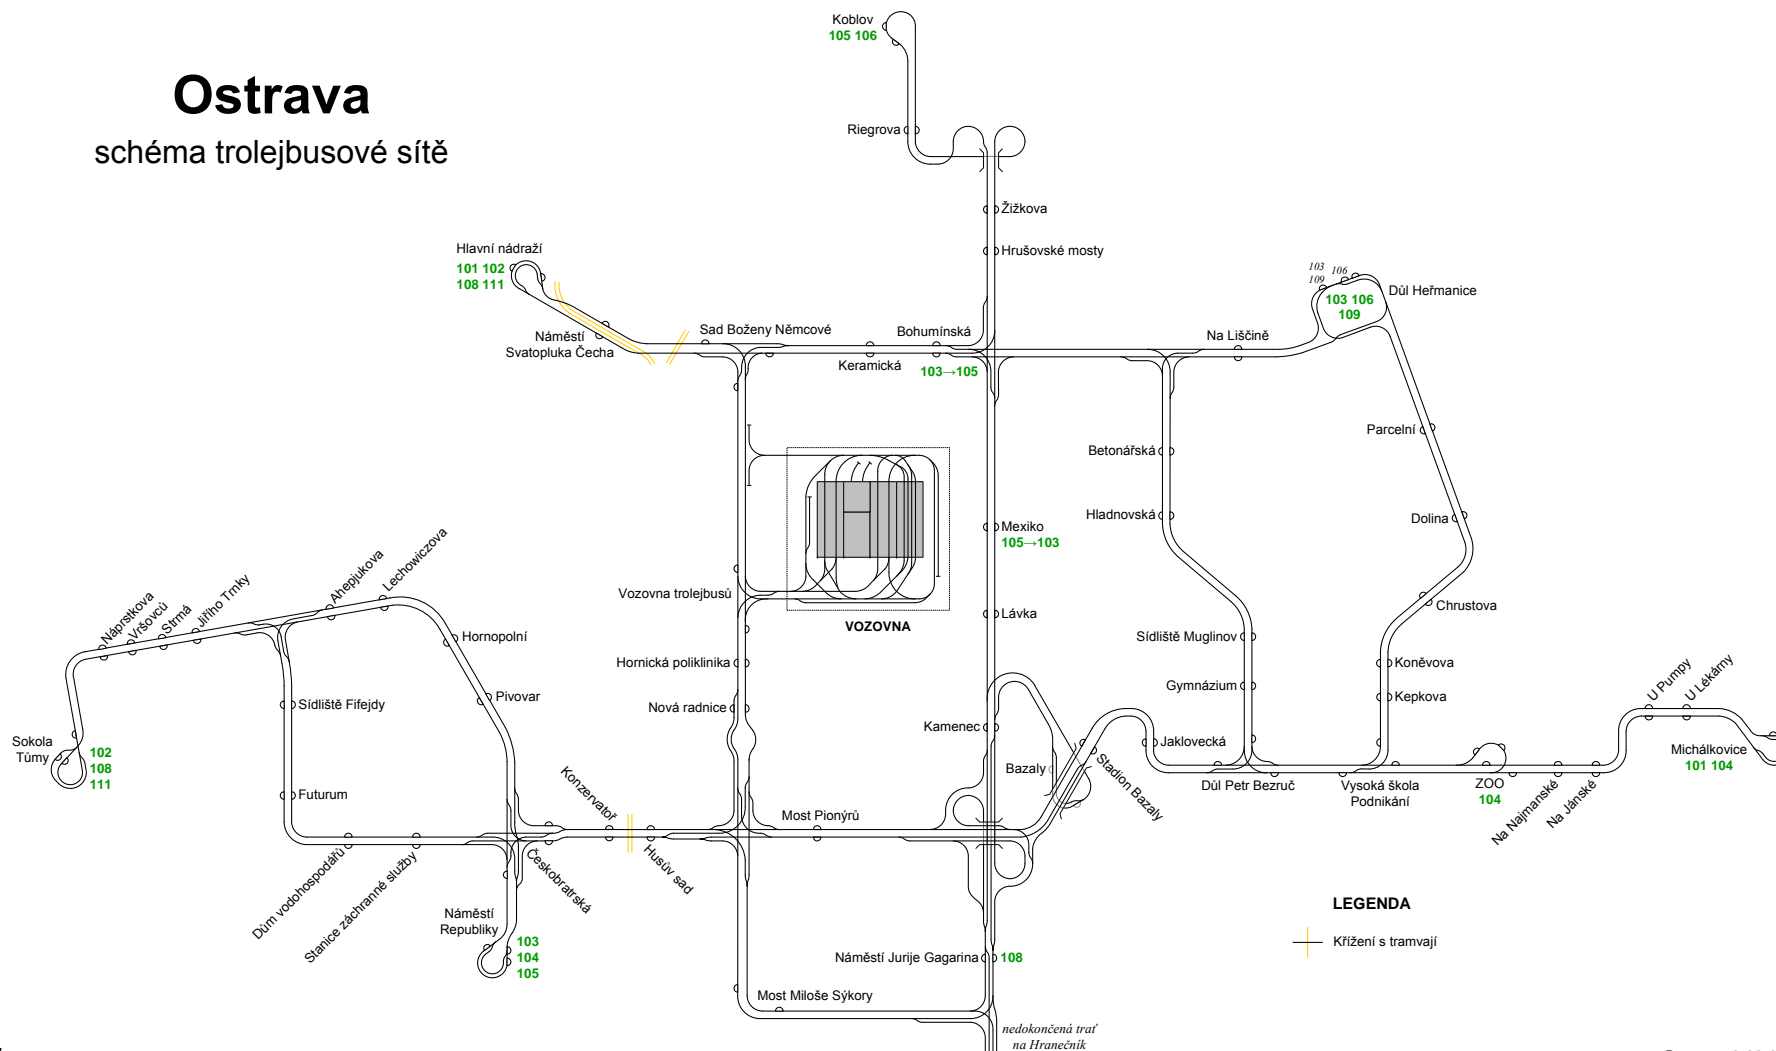 Ostrava
schéma trolejbusové sítě
Koblov
105 106
Riegrova
Žižkova
Hrušovské mosty
Hlavní nádraží
101 102
108 111
Náměstí
Svatopluka Čecha
Sad Boženy Němcové
Keramická
Bohumínská
103→105
Na Liščině
103
109
106
103 106
109
Důl Heřmanice
Parcelní
Dolina
Chrustova
Koněvova
Kepkova
Betonářská
Hladnovská
Sídliště Muglinov
Gymnázium
Mexiko
105→103
Lávka
Kamenec
Bazaly
Stadion Bazaly
Jaklovecká
Důl Petr Bezruč
Vysoká škola
Podnikání
ZOO
104
Na Najmanské
Na Jánské
U Pumpy
U Lékárny
Michálkovice
101 104
Vozovna trolejbusů
VOZOVNA
Hornická poliklinika
Nová radnice
Most Pionýrů
Náprstkova
Vršovců
Strmá
Jiřího Trnky
Ahepjukova
Lechowiczova
Hornopolní
Pivovar
Sídliště Fifejdy
Futurum
Sokola
Tůmy
102
108
111
Dům vodohospodářů
Stanice záchranné služby
Českobratrská
Konzervatoř
Husův sad
Náměstí
Republiky
103
104
105
Náměstí Jurije Gagarina
108
Most Miloše Sýkory
nedokončená trať
na Hranečník
LEGENDA
Křížení s tramvají